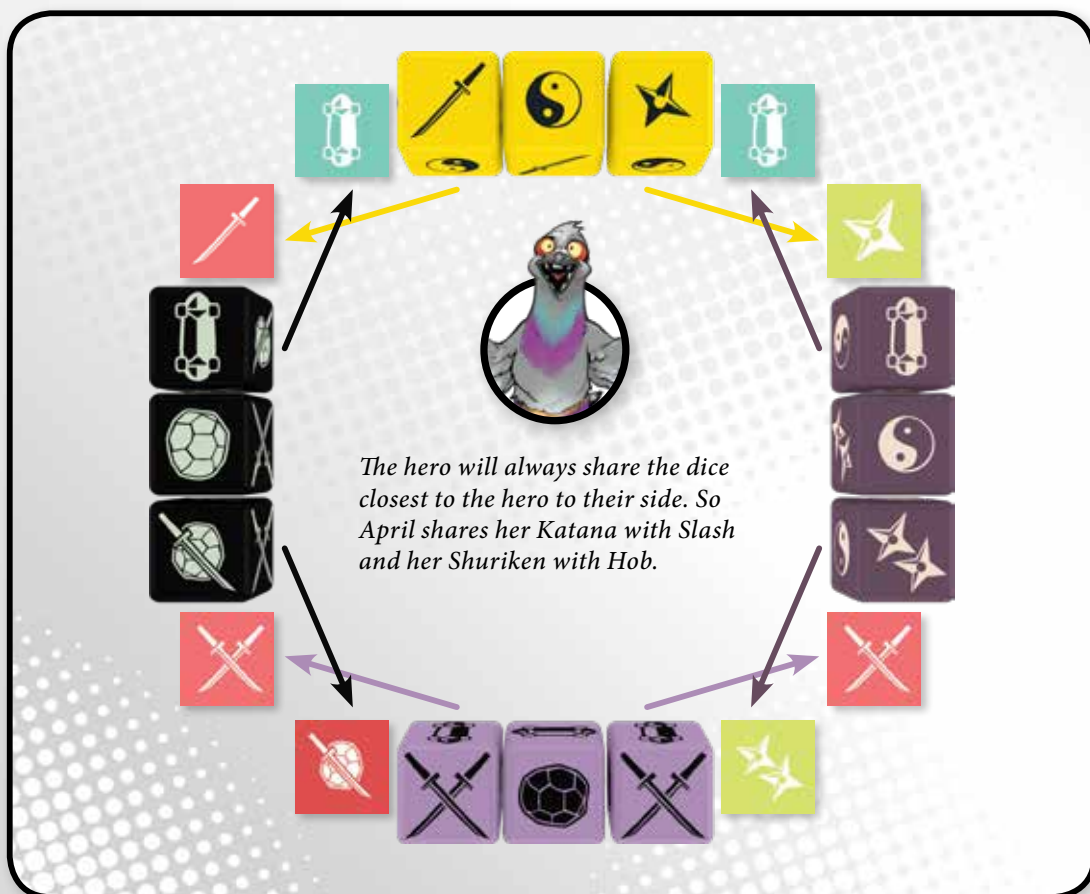 The hero will always share the dice
closest to the hero to their side. So
April shares her Katana with Slash
and her Shuriken with Hob.